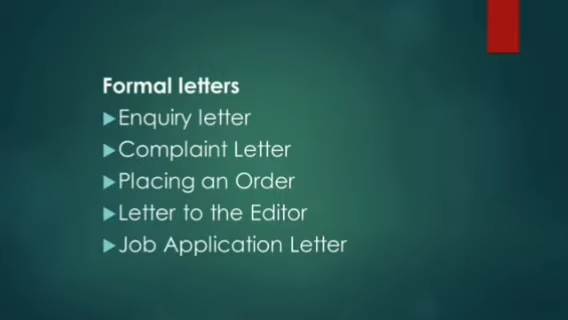 Formal letters
Enquiry letter
Complaint Letter
Placing an Order
Letter to the Editor
Job Application Letter